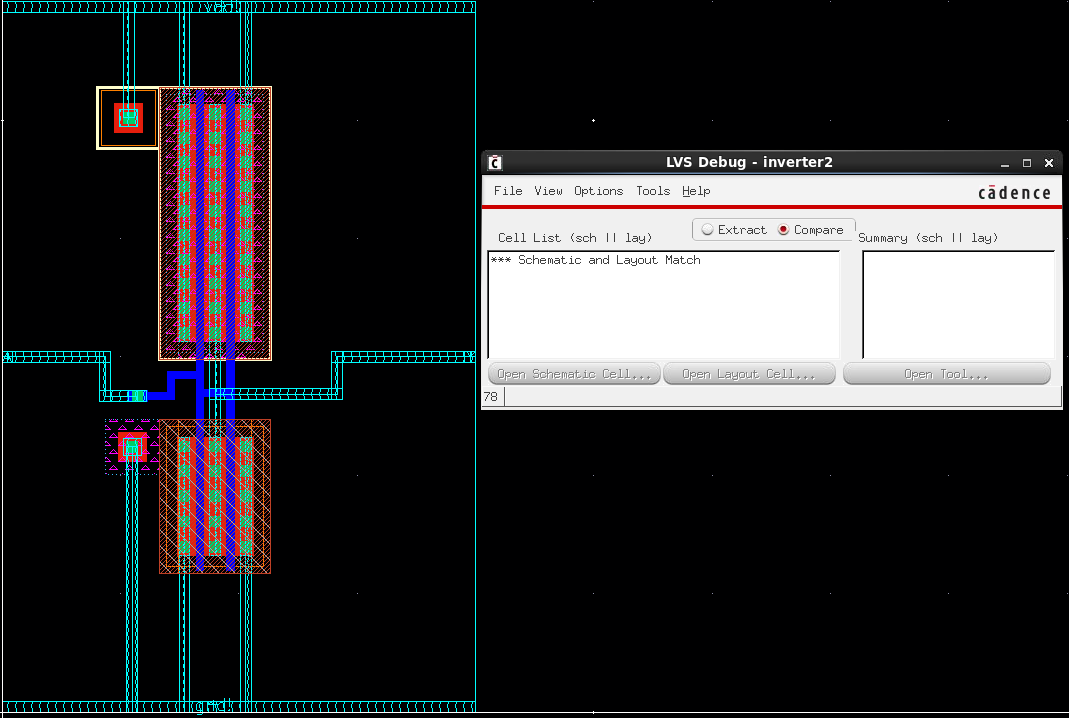 vdd!
LVS Debug - inverter2
File View Options Tools Help
cādence
Extract Compare
Cell List (sch || lay)
Summary (sch || lay)
*** Schematic and Layout Match
A
Y
Open Schematic Cell...
Open Layout Cell...
Open Tool...
78
gnd!